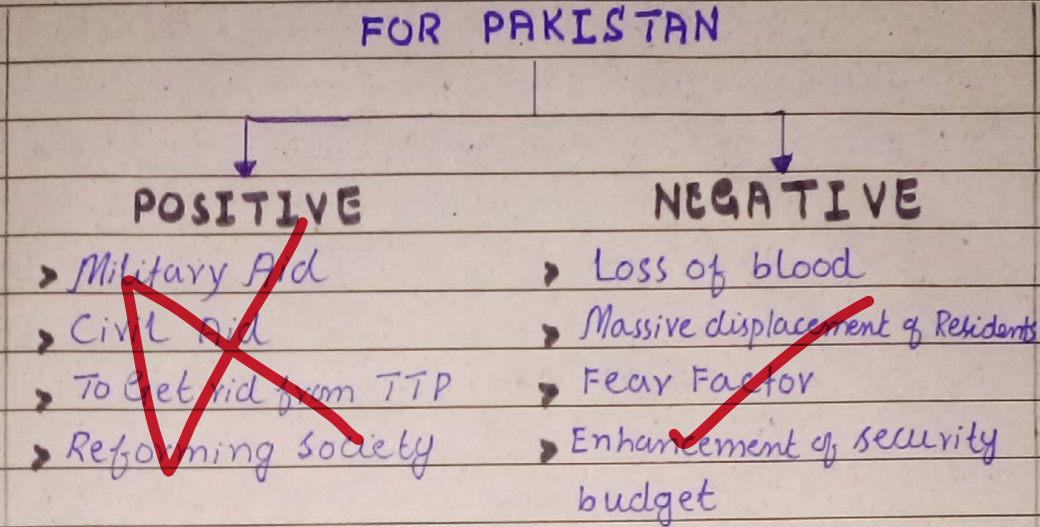 FOR PAKISTAN
POSITIVE
> Military Aid
> Civil Aid
> To Get rid from TTP
> Reforming society
NEGATIVE
> Loss of blood
> Massive displacement of Residents
> Fear Factor
> Enhancement of security
budget